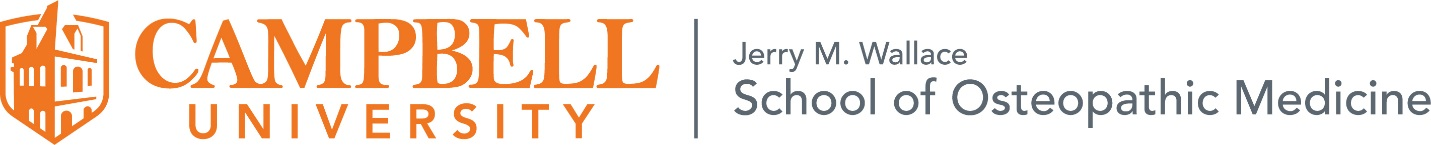 CAMPBELL
UNIVERSITY
Jerry M. Wallace
School of Osteopathic Medicine